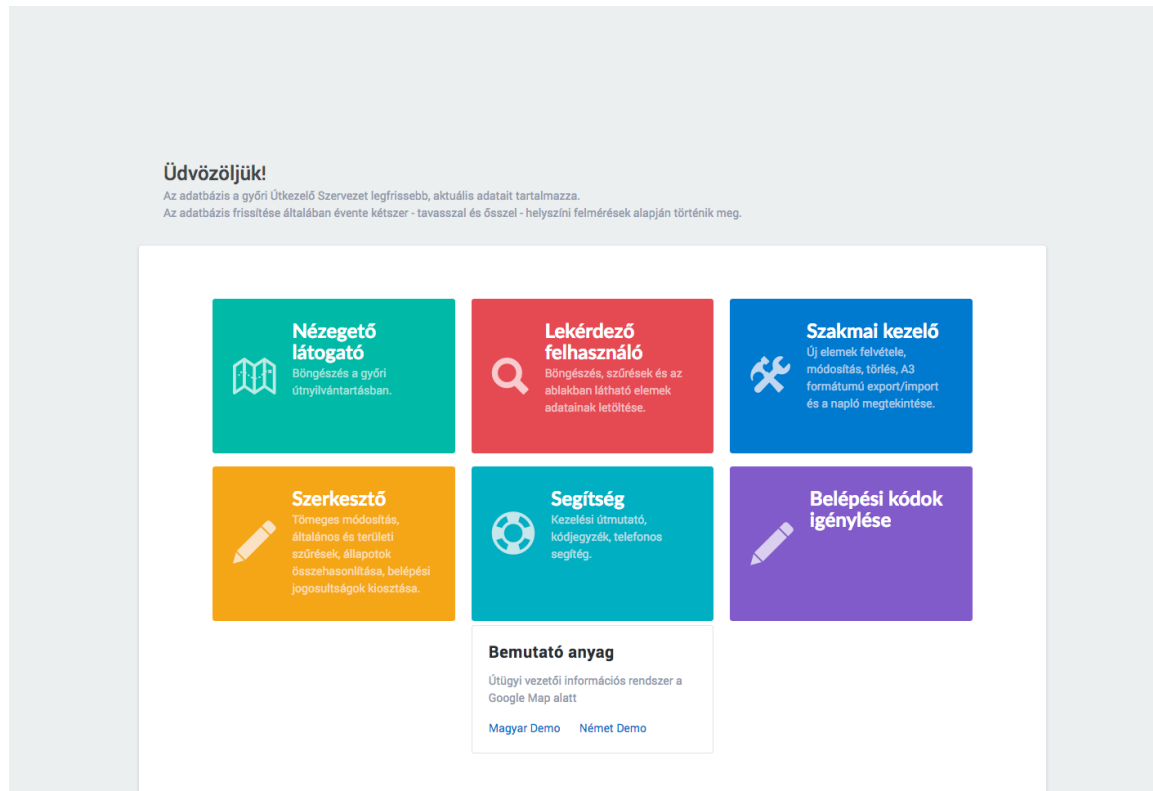 Üdvözöljük!
Az adatbázis a győri Útkezelő Szervezet legfrissebb, aktuális adatait tartalmazza.
Az adatbázis frissítése általában évente kétszer - tavasszal és ősszel - helyszíni felmérések alapján történik meg.
Nézegető
látogató
Böngészés a győri
útnyilvántartásban.
Lekérdező
felhasználó
Böngészés, szűrések és az
ablakban látható elemek
adatainak letöltése.
Szakmai kezelő
Új elemek felvétele,
módosítás, törlés, A3
formátumú export/import
és a napló megtekintése.
Szerkesztő
Tömeges módosítás,
általános és területi
szűrések, állapotok
összehasonlítása, belépési
jogosultságok kiosztása.
Segítség
Kezelési útmutató,
kódjegyzék, telefonos
segítég.
Belépési kódok
igénylése
Bemutató anyag
Útügyi vezetői információs rendszer a
Google Map alatt
Magyar Demo Német Demo